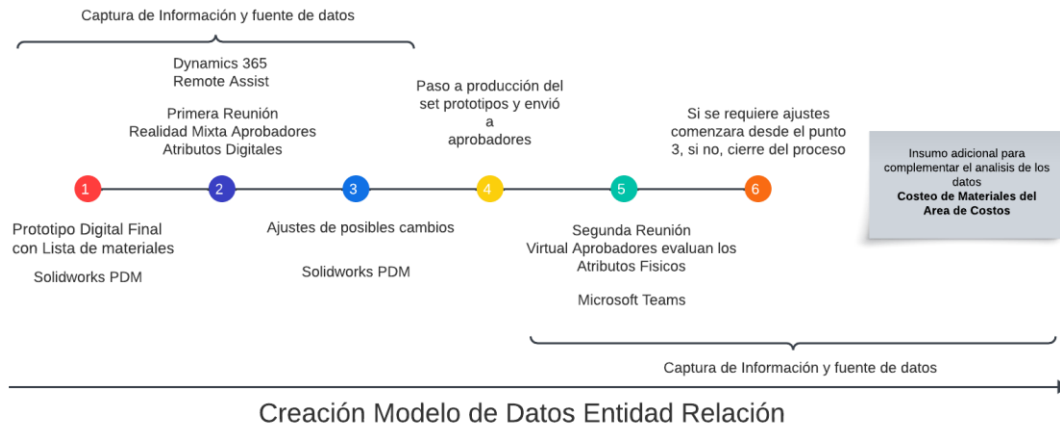 Captura de Información y fuente de datos
Dynamics 365
Remote Assist
Primera Reunión
Realidad Mixta Aprobadores
Atributos Digitales
Paso a producción del
set prototipos y envió
a
aprobadores
Si se requiere ajustes
comenzara desde el punto
3, si no, cierre del proceso
Insumo adicional para
complementar el analisis de los
datos
Costeo de Materiales del
Area de Costos
1
2
3
4
5
6
Prototipo Digital Final
con Lista de materiales
Solidworks PDM
Ajustes de posibles cambios
Solidworks PDM
Segunda Reunión
Virtual Aprobadores evaluan los
Atributos Fisicos
Microsoft Teams
Captura de Información y fuente de datos
Creación Modelo de Datos Entidad Relación